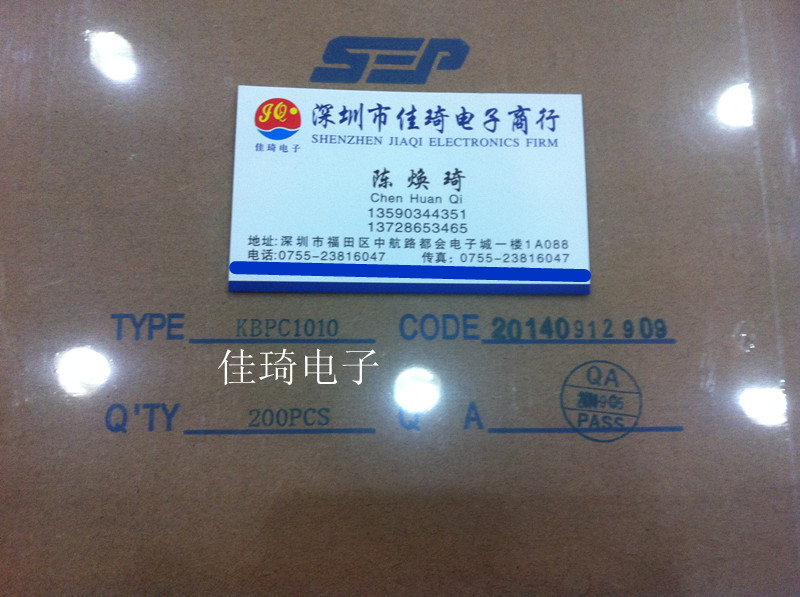 SEP
JQ
佳琦电子
深圳市佳琦电子商行
SHENZHEN JIAQI ELECTRONICS FIRM
陈焕琦
Chen Huan Qi
13590344351
13728653465
地址:深圳市福田区中航路都会电子城一楼1A088
电话:0755-23816047 传真: 0755-23816047
TYPE KBPC1010 CODE 20140912909
佳琦电子
Q'TY 200PCS Q A
QA
PASS